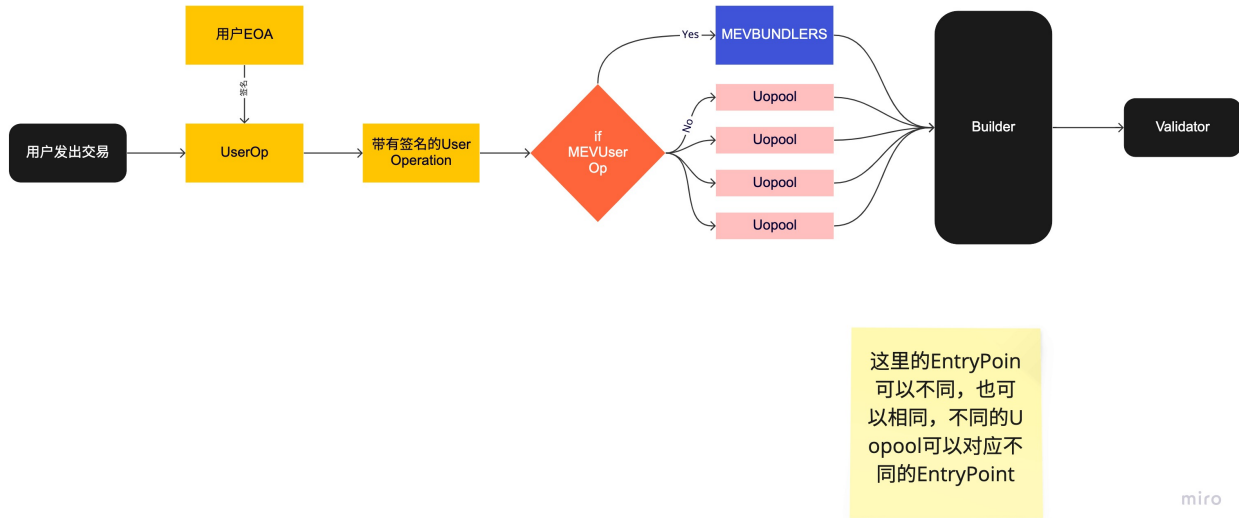 用户EOA
签名
用户发出交易
UserOp
带有签名的User
Operation
if
MEVUser
Op
Yes
No
MEVBUNDLERS
Uopool
Uopool
Uopool
Uopool
Builder
Validator
这里的EntryPoin
可以不同，也可
以相同，不同的U
opool可以对应不
同的EntryPoint
miro